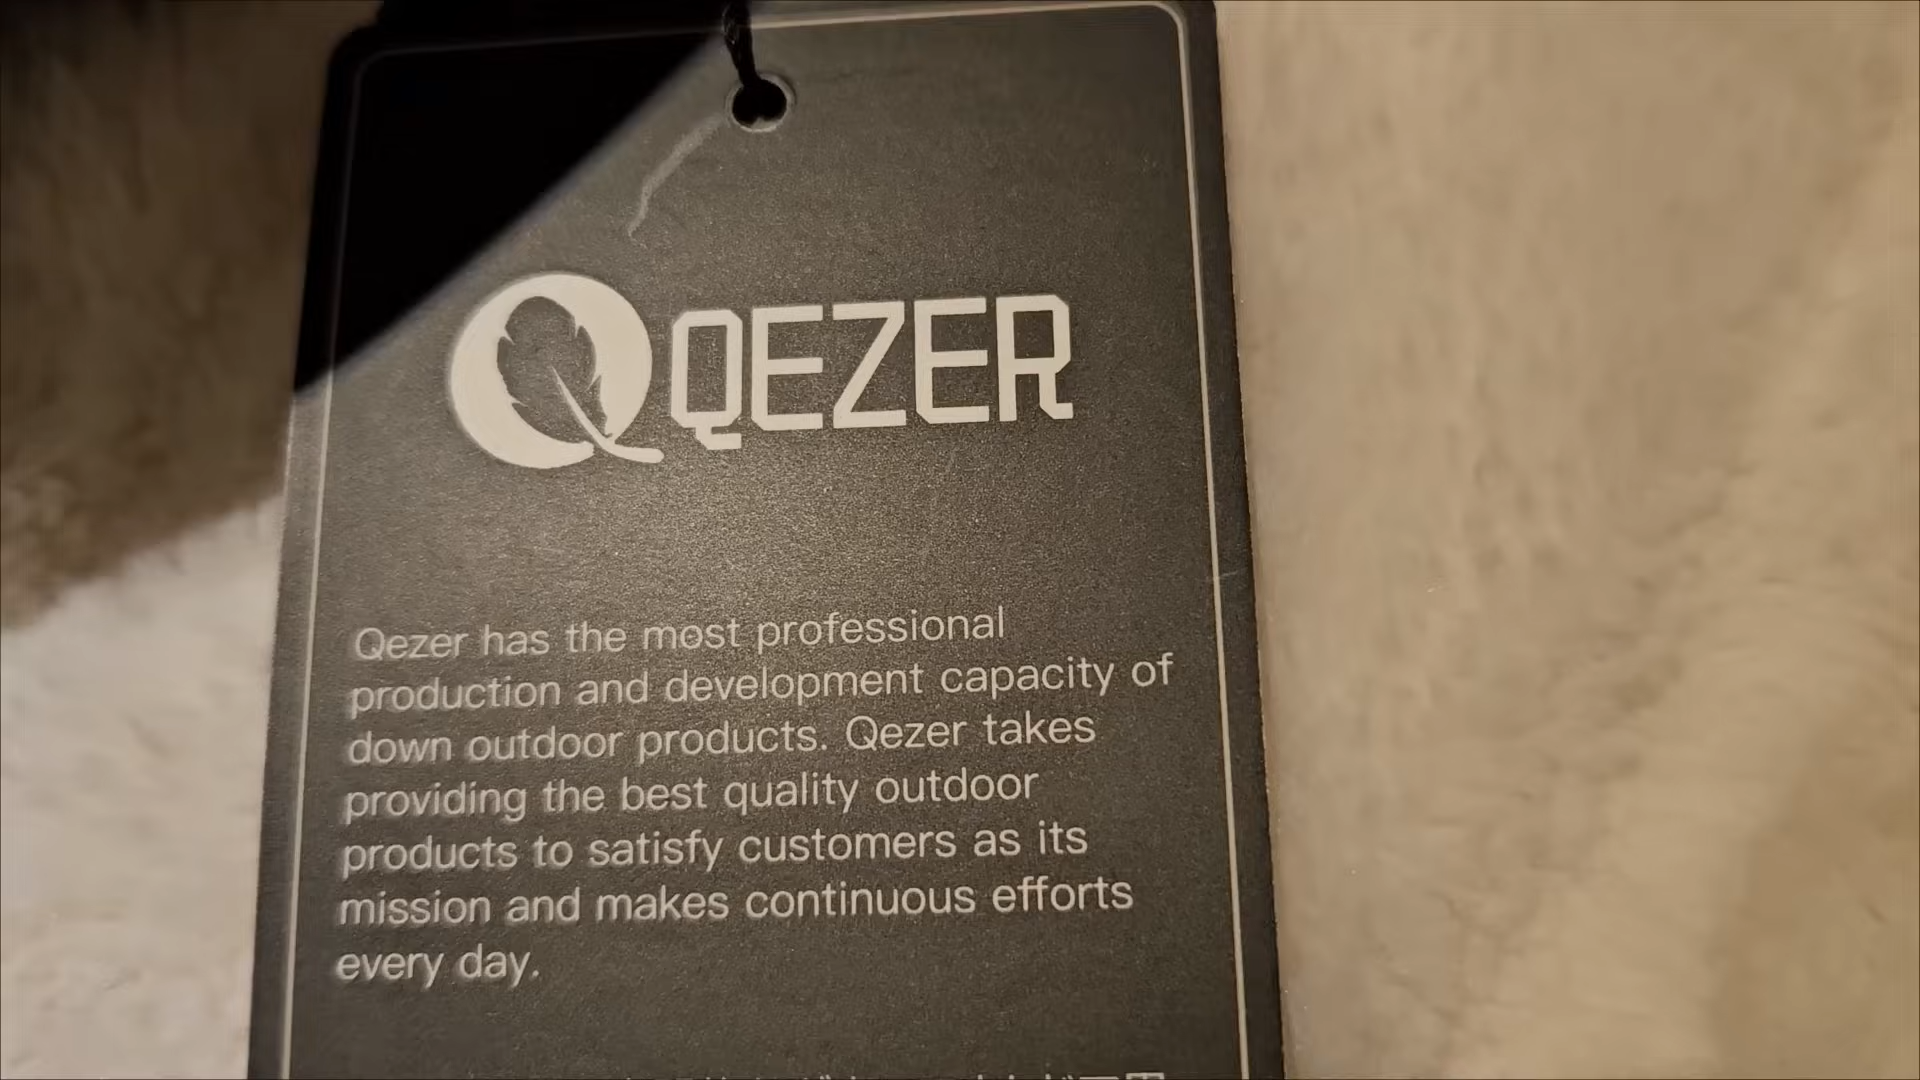 QEZER
Qezer has the most professional
production and development capacity of
down outdoor products. Qezer takes
providing the best quality outdoor
products to satisfy customers as its
mission and makes continuous efforts
every day.